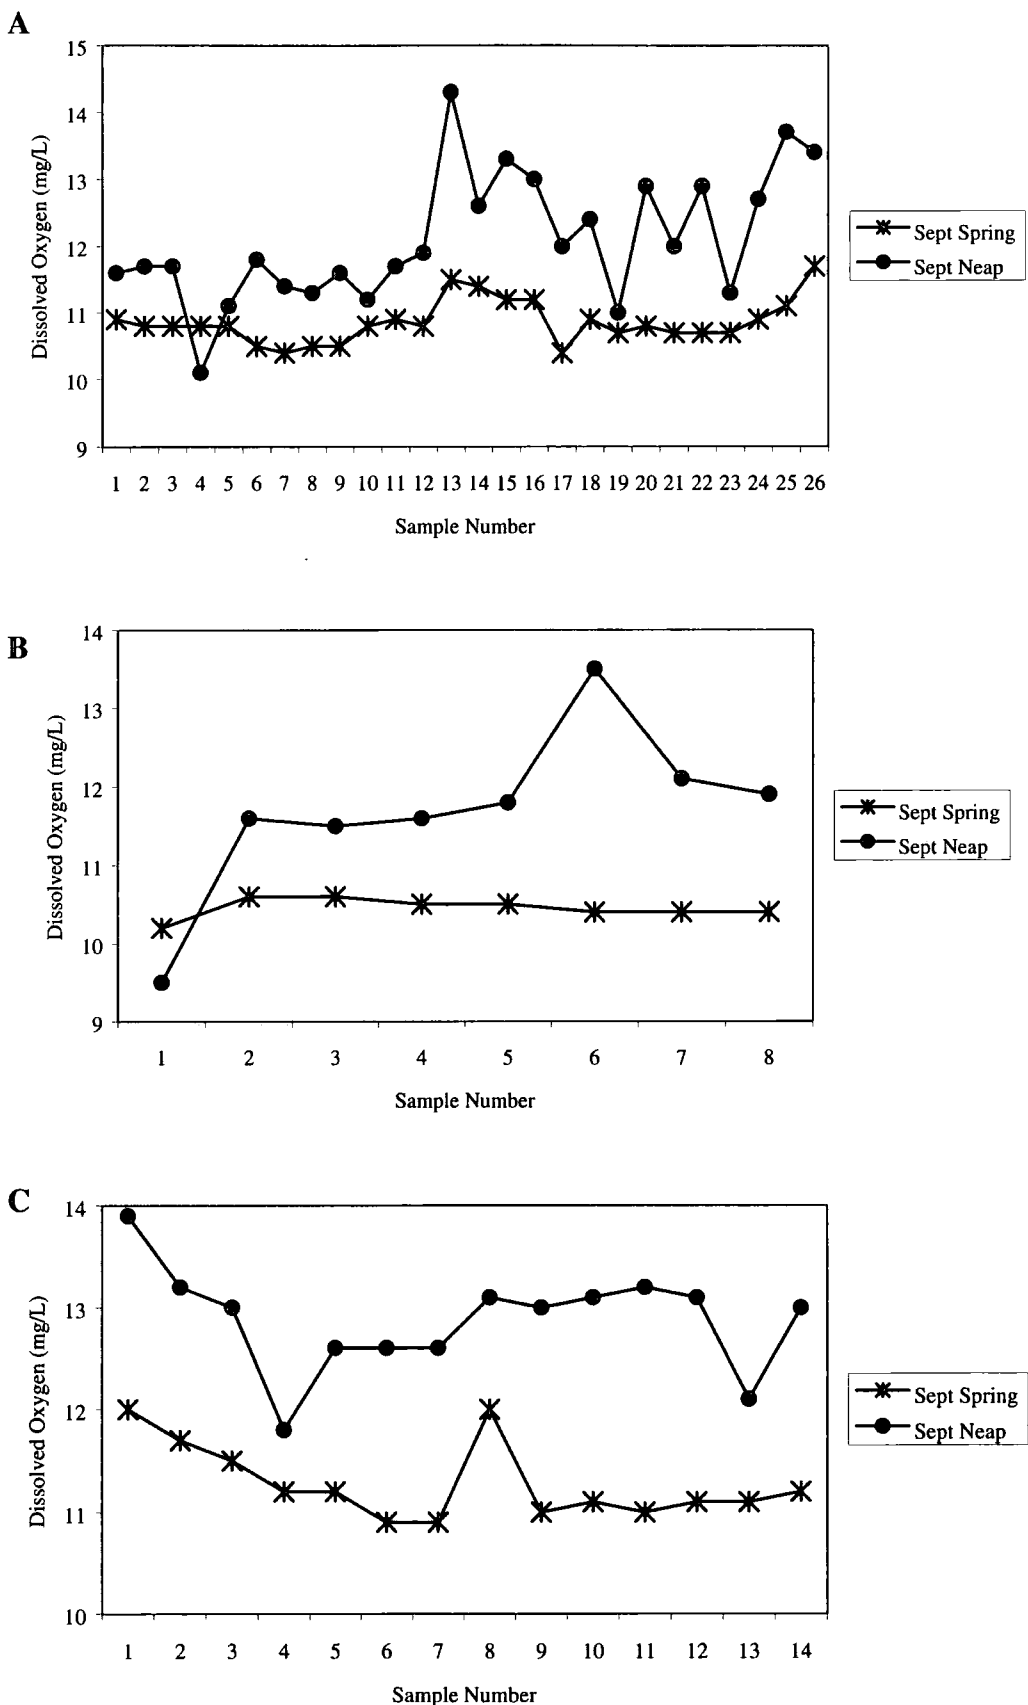 A
15
14
13
12
11
10
9
Dissolved Oxygen (mg/L)
1 2 3 4 5 6 7 8 9 10 11 12 13 14 15 16 17 18 19 20 21 22 23 24 25 26
Sample Number
Sept Spring
Sept Neap
B
14
13
12
11
10
9
Dissolved Oxygen (mg/L)
1 2 3 4 5 6 7 8
Sample Number
Sept Spring
Sept Neap
C
14
13
12
11
10
Dissolved Oxygen (mg/L)
1 2 3 4 5 6 7 8 9 10 11 12 13 14
Sample Number
Sept Spring
Sept Neap